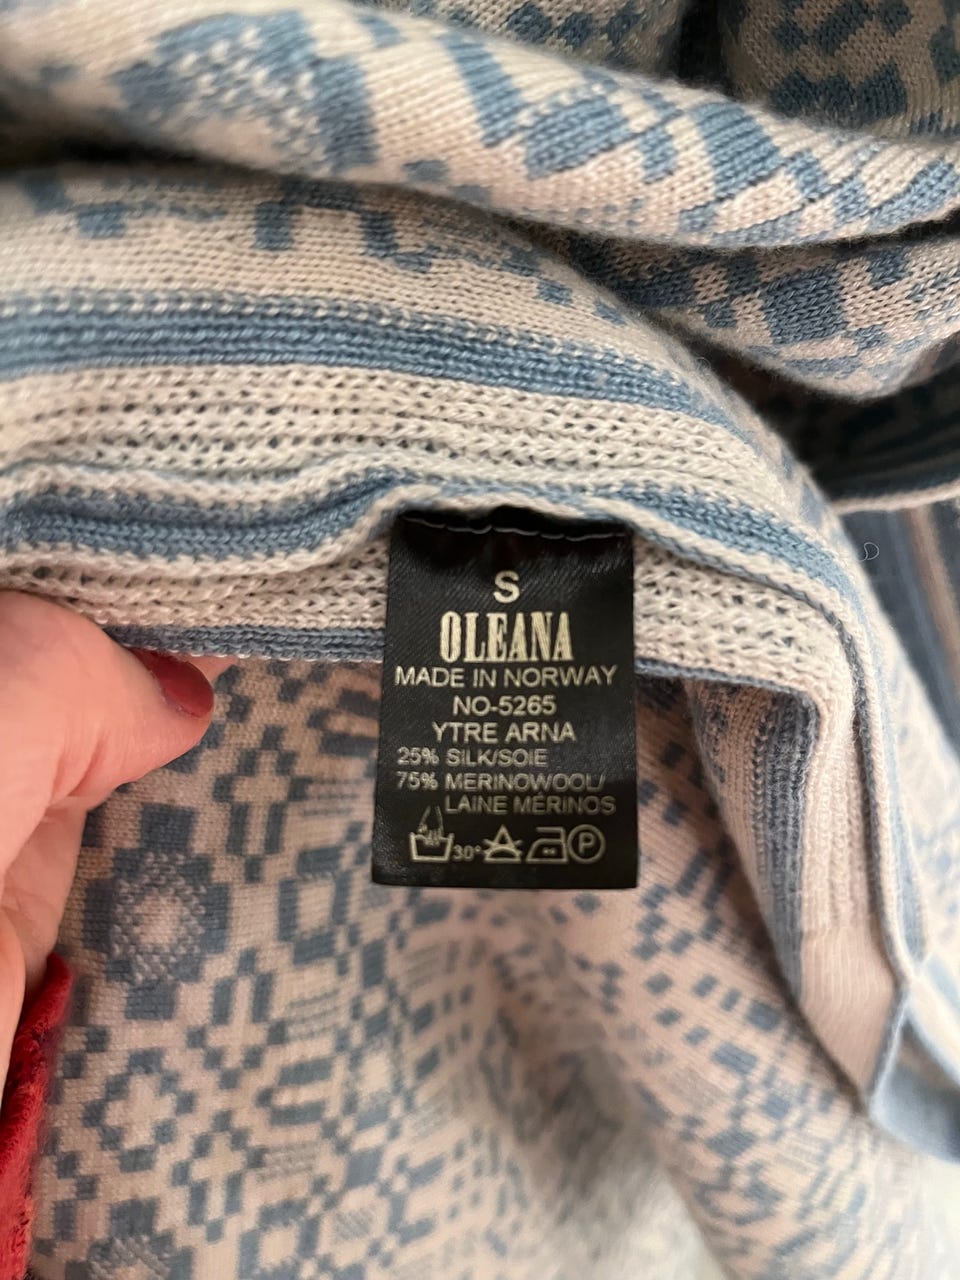 S
OLEANA
MADE IN NORWAY
NO-5265
YTRE ARNA
25% SILK/SOIE
75% MERINOWOOL/
LAINE MÉRINOS
30° P